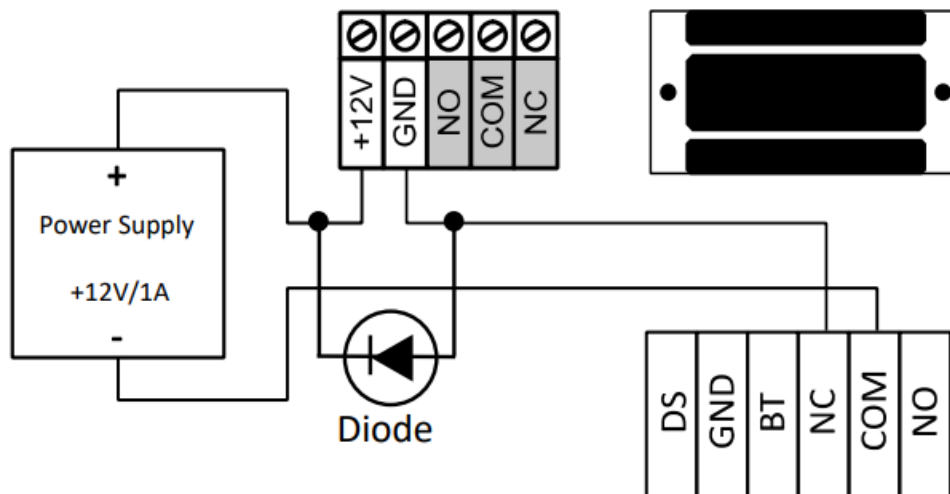 +12V
GND
NO
COM
NC
+
Power Supply
+12V/1A
-
Diode
DS
GND
BT
NC
COM
NO